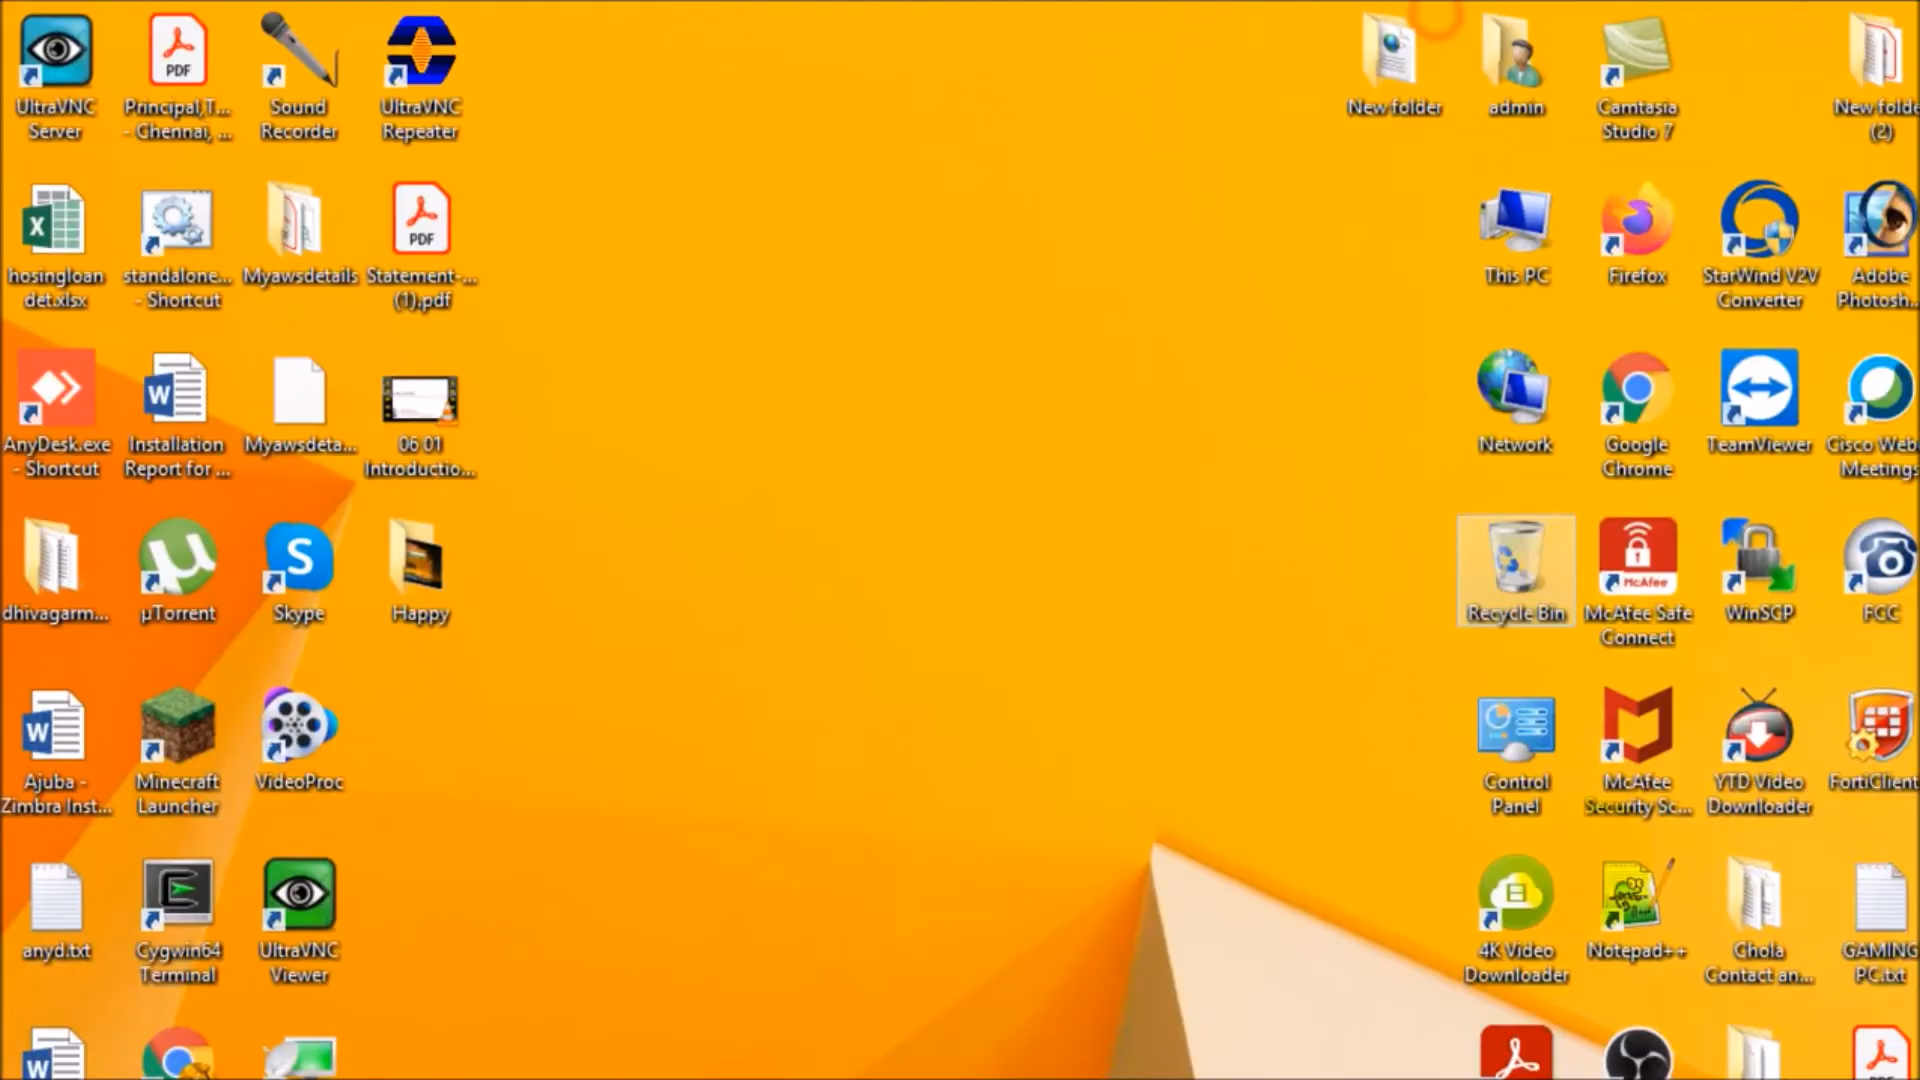 UltraVNC
Server
Principal,T...
- Chennai, ...
Sound
Recorder
UltraVNC
Repeater
New folder
admin
Camtasia
Studio 7
New folde
(2)
PDF
hosingloan
det.xlsx
standalone...
- Shortcut
Myawsdetails
Statement-...
(1).pdf
PDF
This PC
Firefox
StarWind V2V
Converter
Adobe
Photosh...
AnyDesk.exe
- Shortcut
Installation
Report for ...
Myawsdeta...
06 01
Introductio...
Network
Google
Chrome
TeamViewer
Cisco Web
Meetings
dhivagarm...
µTorrent
Skype
Happy
Recycle Bin
McAfee
McAfee Safe
Connect
WinSCP
FCC
Ajuba -
Zimbra Inst...
Minecraft
Launcher
VideoProc
Control
Panel
McAfee
Security Sc...
YTD Video
Downloader
FortiClient
anyd.txt
Cygwin64
Terminal
UltraVNC
Viewer
4K Video
Downloader
Notepad++
Chola
Contact an...
GAMING
PC.txt